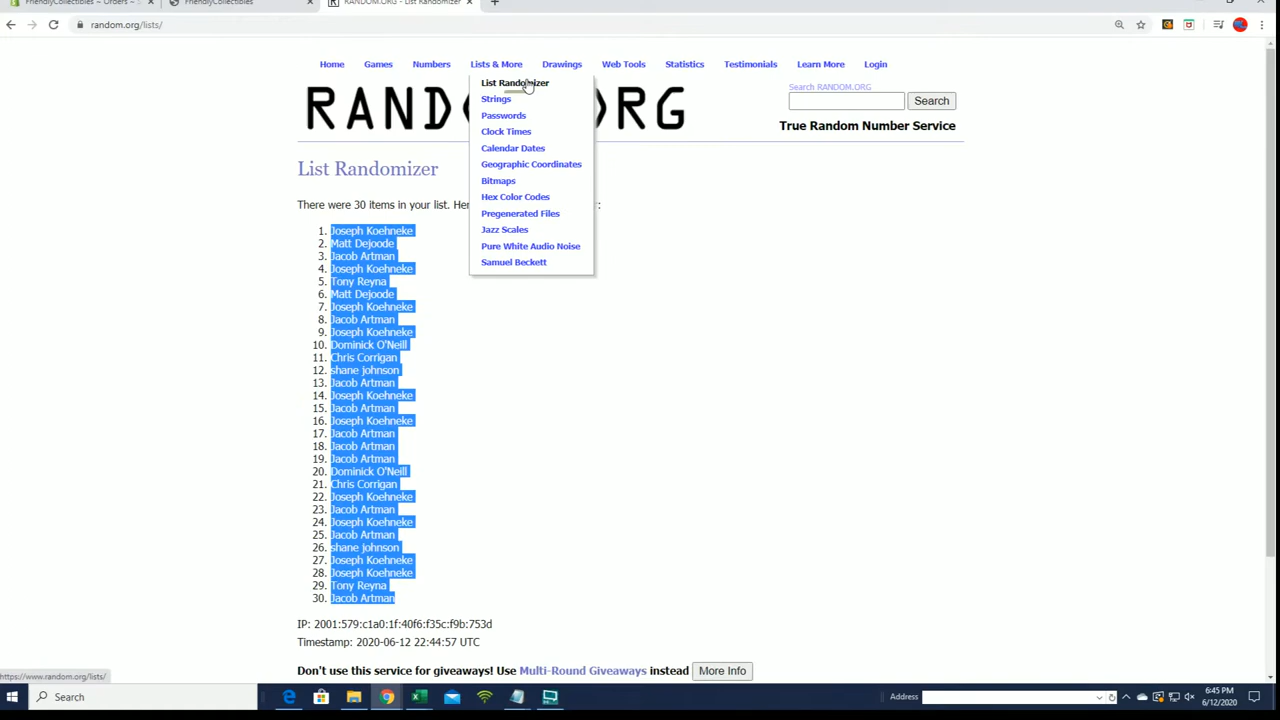 FriendlyCollectibles ~ Orders ~ S
FriendlyCollectibles
RANDOM.ORG - List Randomizer
random.org/lists/
Home Games Numbers Lists & More Drawings Web Tools Statistics Testimonials Learn More Login
List Randomizer
Strings
Passwords
Clock Times
Calendar Dates
Geographic Coordinates
Bitmaps
Hex Color Codes
Pregenerated Files
Jazz Scales
Pure White Audio Noise
Samuel Beckett
Search RANDOM.ORG
Search
True Random Number Service
List Randomizer
There were 30 items in your list. Her
1. Joseph Koehneke
2. Matt Dejoode
3. Jacob Artman
4. Joseph Koehneke
5. Tony Reyna
6. Matt Dejoode
7. Joseph Koehneke
8. Jacob Artman
9. Joseph Koehneke
10. Dominick O'Neill
11. Chris Corrigan
12. shane johnson
13. Jacob Artman
14. Joseph Koehneke
15. Jacob Artman
16. Joseph Koehneke
17. Jacob Artman
18. Jacob Artman
19. Jacob Artman
20. Dominick O'Neill
21. Chris Corrigan
22. Joseph Koehneke
23. Jacob Artman
24. Joseph Koehneke
25. Jacob Artman
26. shane johnson
27. Joseph Koehneke
28. Joseph Koehneke
29. Tony Reyna
30. Jacob Artman
IP: 2001:579:c1a0:1f:40f6:f35c:f9b:753d
Timestamp: 2020-06-12 22:44:57 UTC
Don't use this service for giveaways! Use Multi-Round Giveaways instead More Info
https://www.random.org/lists/
Search
Address
6:45 PM
6/12/2020